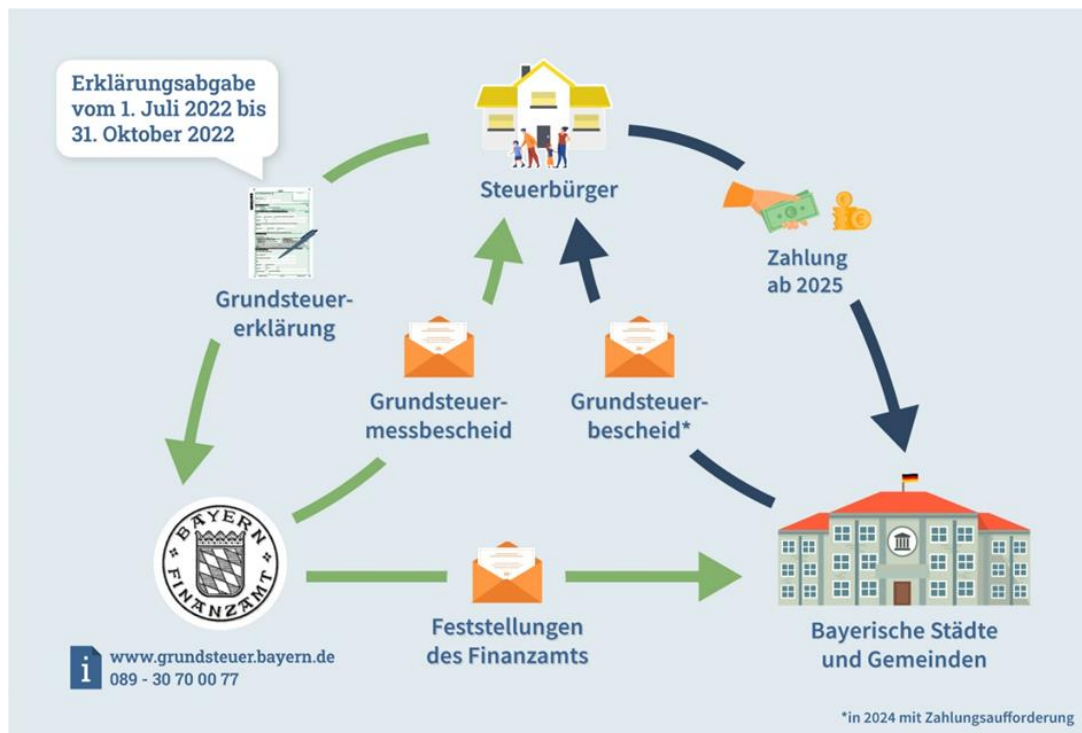 Erklärungsabgabe
vom 1. Juli 2022 bis
31. Oktober 2022
Steuerbürger
Grundsteuer-
erklärung
Zahlung
ab 2025
Grundsteuer-
messbescheid
Grundsteuer-
bescheid*
BAYERN
FINANZAMT
Feststellungen
des Finanzamts
Bayerische Städte
und Gemeinden
i
www.grundsteuer.bayern.de
089 - 30 70 00 77
*in 2024 mit Zahlungsaufforderung